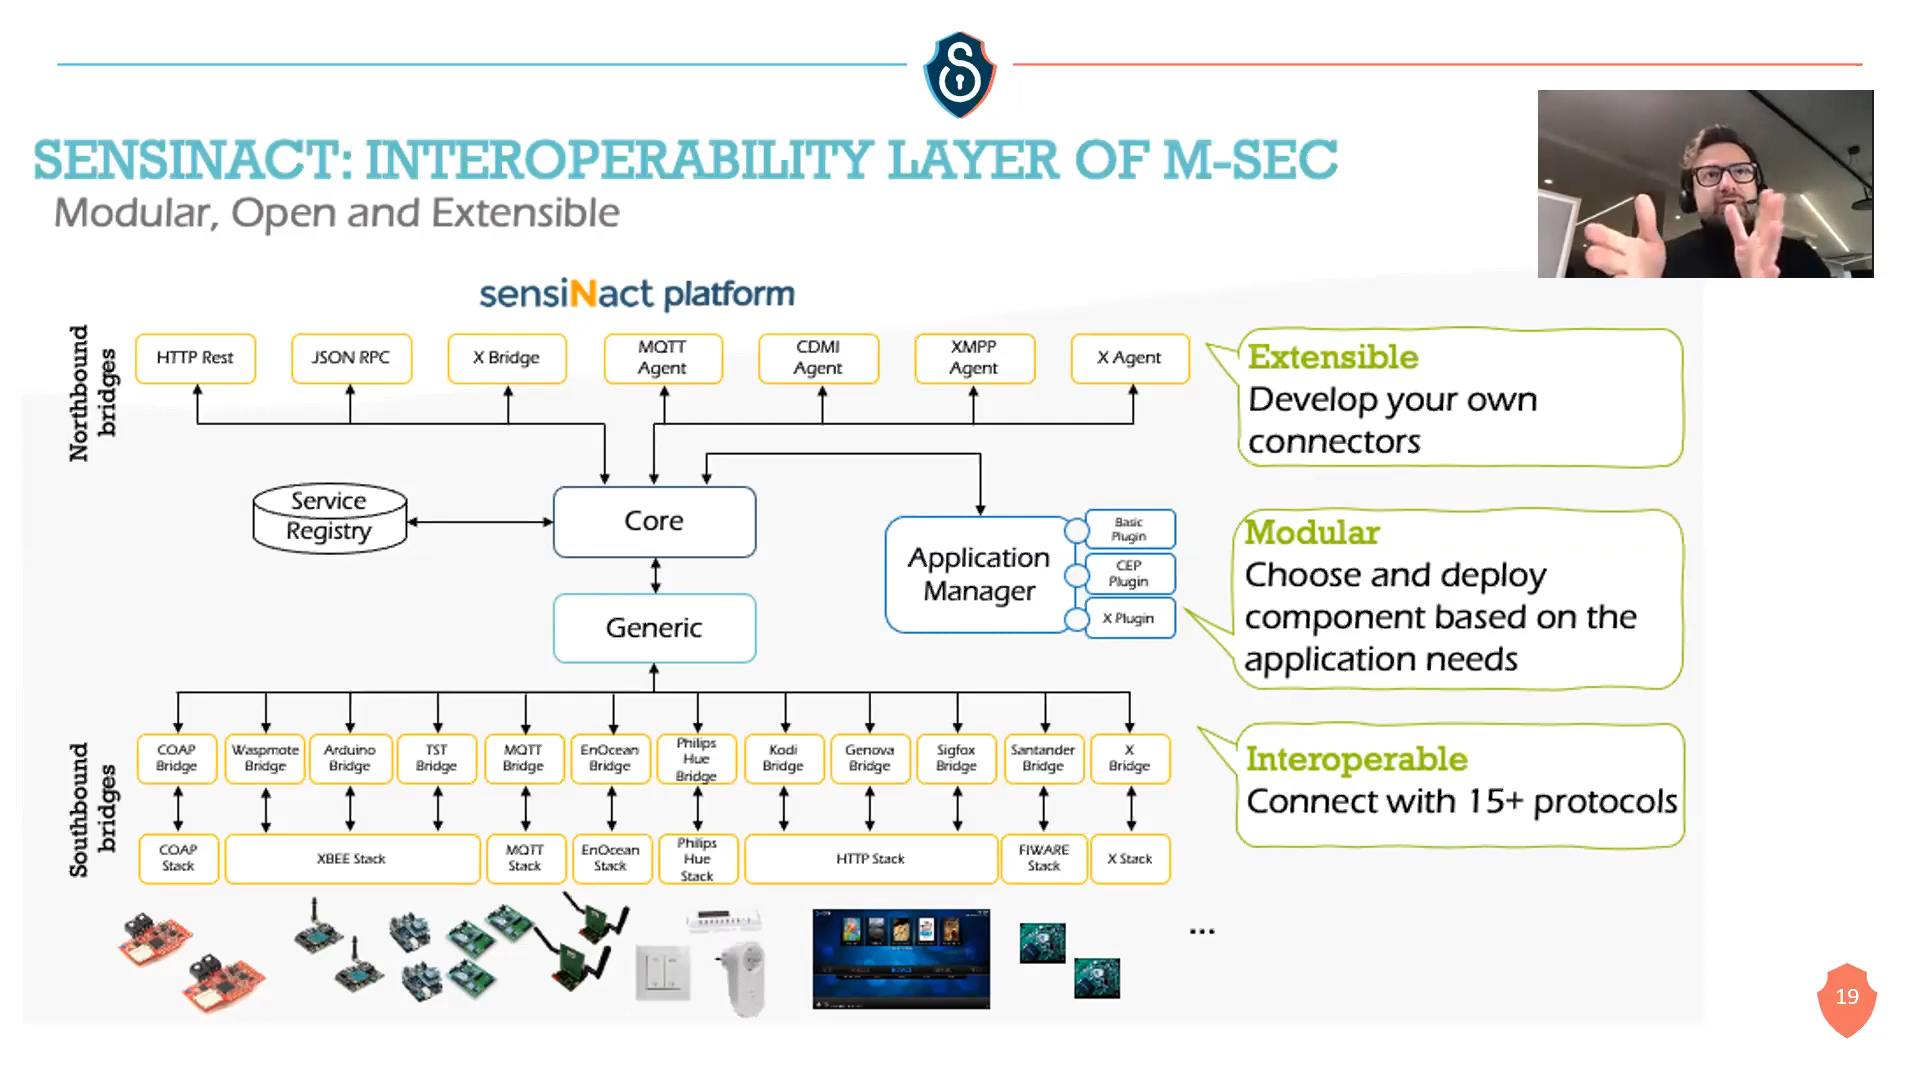 SENSINACT: INTEROPERABILITY LAYER OF M-SEC
Modular, Open and Extensible
sensiNact platform
Northbound
bridges
HTTP Rest
JSON RPC
X Bridge
MQTT
Agent
CDMI
Agent
XMPP
Agent
X Agent
Extensible
Develop your own
connectors
Service
Registry
Core
Application
Manager
Basic
Plugin
CEP
Plugin
X Plugin
Modular
Choose and deploy
component based on the
application needs
Generic
Southbound
bridges
COAP
Bridge
Waspmote
Bridge
Arduino
Bridge
TST
Bridge
MQTT
Bridge
EnOcean
Bridge
Philips
Hue
Bridge
Kodi
Bridge
Genova
Bridge
Sigfox
Bridge
Santander
Bridge
X
Bridge
Interoperable
Connect with 15+ protocols
COAP
Stack
XBEE Stack
MQTT
Stack
EnOcean
Stack
Philips
Hue
Stack
HTTP Stack
FIWARE
Stack
X Stack
...
19